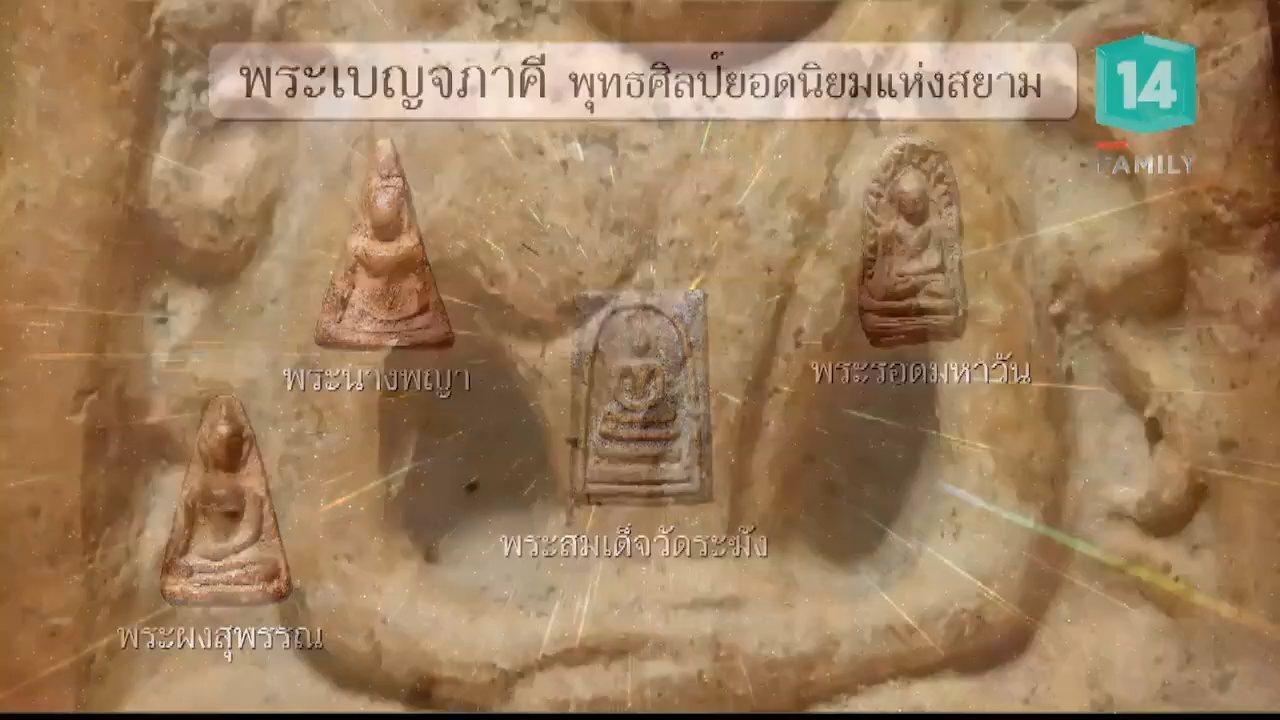 พระเบญจภาคี พุทธศิลป์ยอดนิยมแห่งสยาม
14
FAMILY
พระนางพญา
พระรอดมหาวัน
พระสมเด็จวัดระฆัง
พระผงสุพรรณ